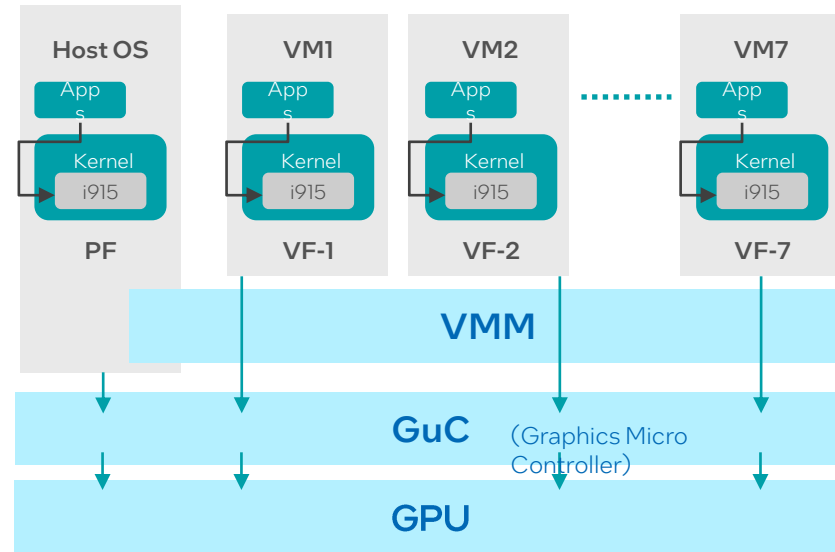 Host OS
App
s
Kernel
i915
PF
VM1
App
s
Kernel
i915
VF-1
VM2
App
s
Kernel
i915
VF-2
VM7
App
s
Kernel
i915
VF-7
VMM
GuC
(Graphics Micro
Controller)
GPU